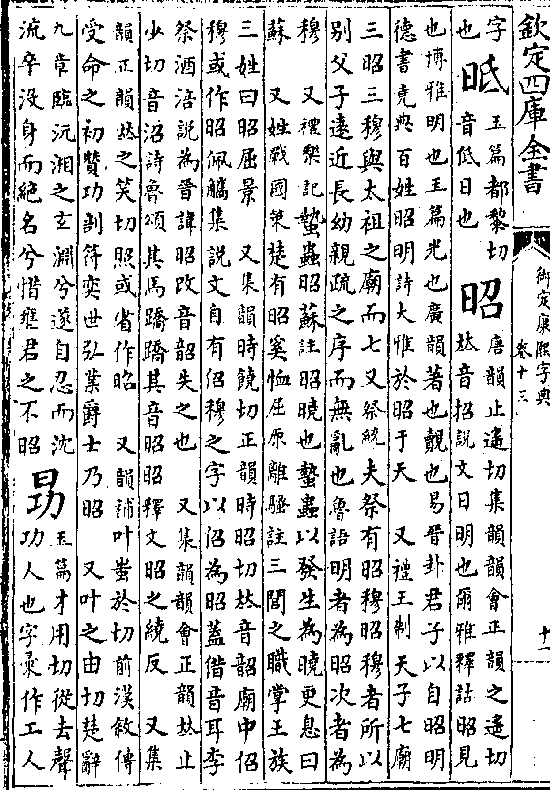 欽定四庫全書
御定康熙字典
卷十三
十一
字
也
玉篇都黎切
音低日也
昭
唐韻止遙切集韻韻會正韻之遙切
𠀤音招說文日明也爾雅釋詁昭見
也博雅明也玉篇光也廣韻著也覿也易晉卦君子以自昭明
德書堯典百姓昭明詩大雅於昭于天 又禮王制天子七廟
三昭三穆與太祖之廟而七又祭統夫祭有昭穆昭穆者所以
別父子遠近長幼親疏之序而無亂也魯語明者為昭次者為
穆 又禮樂記蟄蟲昭蘇註昭曉也蟄蟲以發生為曉更息曰
蘇 又姓戰國策楚有昭奚恤屈原離騷註三閭之職掌王族
三姓曰昭屈景 又集韻時饒切正韻時昭切𠀤音韶廟中佋
穆或作昭佩觿集說文自有佋穆之字以佋為昭蓋借音耳李
祭酒涪說為晉諱昭改音韶失之也 又集韻韻會正韻𠀤止
少切音沼詩魯頌其馬蹻蹻其音昭昭釋文昭之繞反 又集
韻正韻𠀤之笑切照或省作昭 又韻補叶蚩於切前漢敘傳
受命之初贊功剖符奕世弘業爵士乃昭 又叶之由切楚辭
九章臨沅湘之玄淵兮遂自忍而沈
流卒没身而絕名兮惜壅君之不昭
玉篇才用切從去聲
功人也字彙作工人